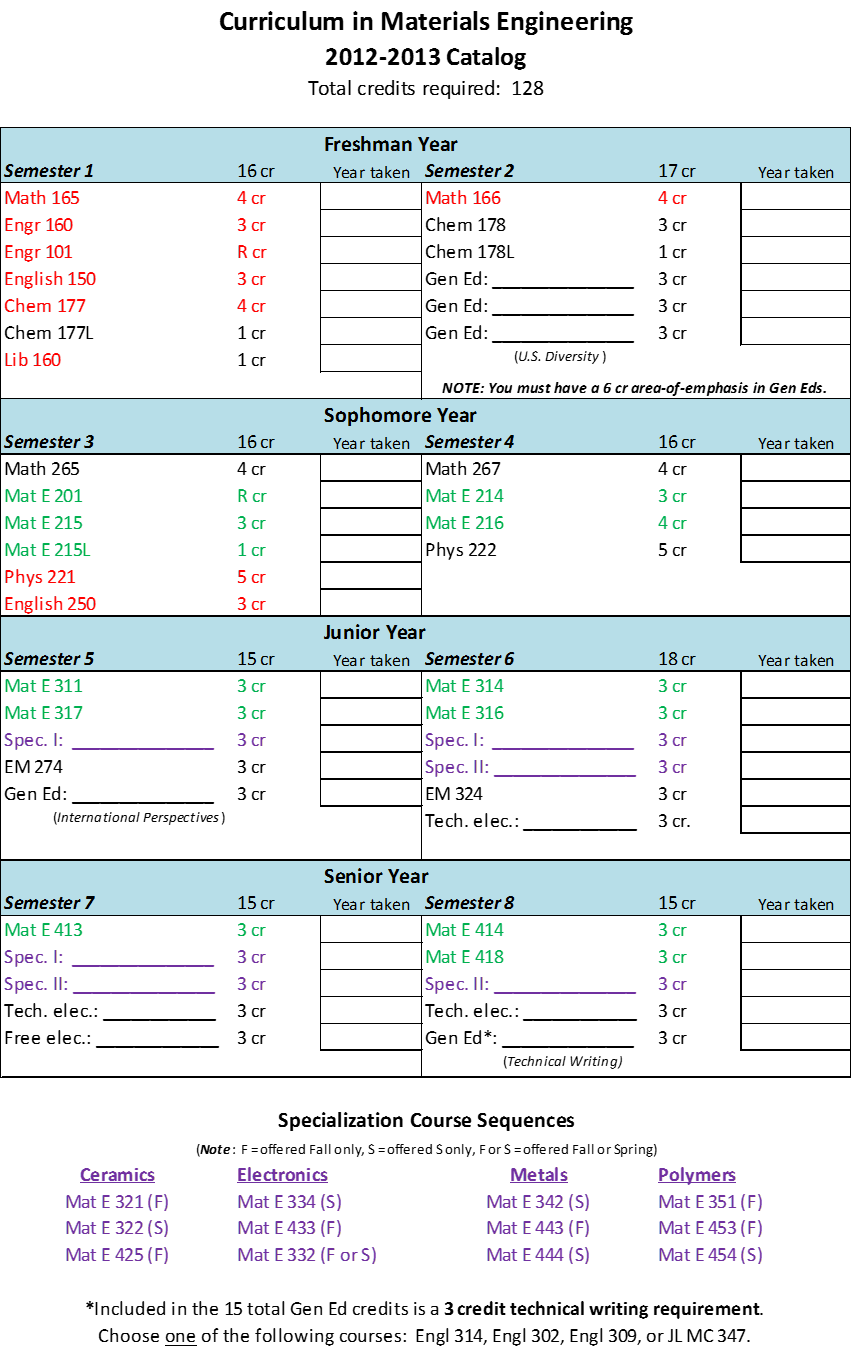 Curriculum in Materials Engineering
2012-2013 Catalog
Total credits required: 128
Freshman Year
Semester 1 16 cr Year taken Semester 2 17 cr Year taken
Math 165 4 cr Math 166 4 cr
Engr 160 3 cr Chem 178 3 cr
Engr 101 R cr Chem 178L 1 cr
English 150 3 cr Gen Ed: _______________ 3 cr
Chem 177 4 cr Gen Ed: _______________ 3 cr
Chem 177L 1 cr Gen Ed: _______________ 3 cr
Lib 160 1 cr (U.S. Diversity)
NOTE: You must have a 6 cr area-of-emphasis in Gen Eds.
Sophomore Year
Semester 3 16 cr Year taken Semester 4 16 cr Year taken
Math 265 4 cr Math 267 4 cr
Mat E 201 R cr Mat E 214 3 cr
Mat E 215 3 cr Mat E 216 4 cr
Mat E 215L 1 cr Phys 222 5 cr
Phys 221 5 cr
English 250 3 cr
Junior Year
Semester 5 15 cr Year taken Semester 6 18 cr Year taken
Mat E 311 3 cr Mat E 314 3 cr
Mat E 317 3 cr Mat E 316 3 cr
Spec. I: _______________ 3 cr Spec. I: _______________ 3 cr
EM 274 3 cr Spec. II: _______________ 3 cr
Gen Ed: _______________ 3 cr EM 324 3 cr
(International Perspectives) Tech. elec.: ____________ 3 cr.
Senior Year
Semester 7 15 cr Year taken Semester 8 15 cr Year taken
Mat E 413 3 cr Mat E 414 3 cr
Spec. I: _______________ 3 cr Mat E 418 3 cr
Spec. II: _______________ 3 cr Spec. II: _______________ 3 cr
Tech. elec.: ____________ 3 cr Tech. elec.: ____________ 3 cr
Free elec.: _____________ 3 cr Gen Ed*: ______________ 3 cr
(Technical Writing)
Specialization Course Sequences
(Note: F = offered Fall only, S = offered S only, F or S = offered Fall or Spring)
Ceramics Electronics Metals Polymers
Mat E 321 (F) Mat E 334 (S) Mat E 342 (S) Mat E 351 (F)
Mat E 322 (S) Mat E 433 (F) Mat E 443 (F) Mat E 453 (F)
Mat E 425 (F) Mat E 332 (F or S) Mat E 444 (S) Mat E 454 (S)
*Included in the 15 total Gen Ed credits is a 3 credit technical writing requirement.
Choose one of the following courses: Engl 314, Engl 302, Engl 309, or JL MC 347.